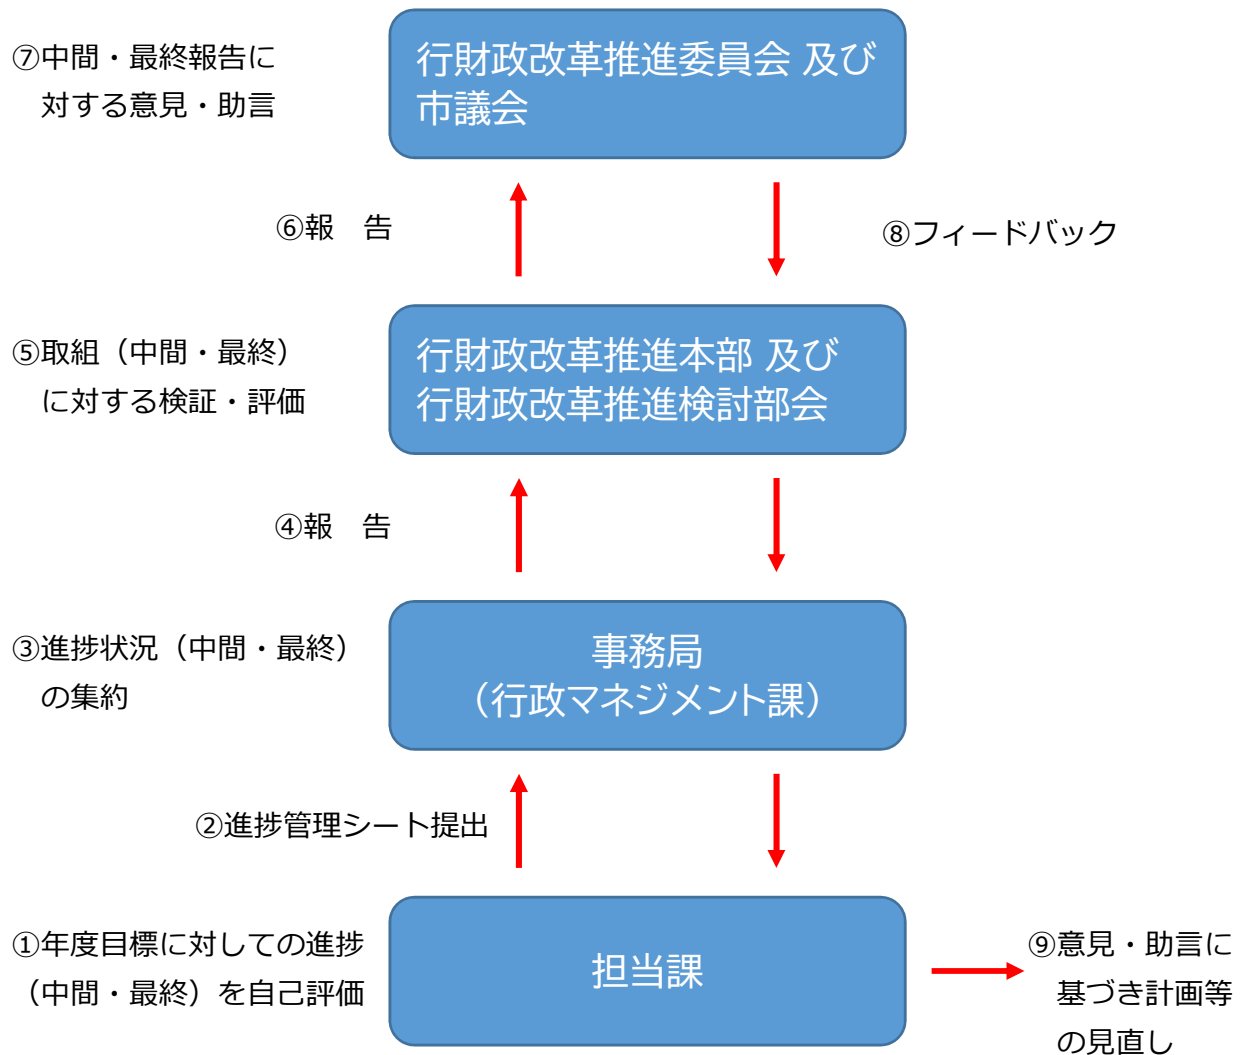 ⑦中間・最終報告に
対する意見・助言
行財政改革推進委員会 及び
市議会
⑥報　告
⑧フィードバック
⑤取組（中間・最終）
に対する検証・評価
行財政改革推進本部 及び
行財政改革推進検討部会
④報　告
③進捗状況（中間・最終）
の集約
事務局
（行政マネジメント課）
②進捗管理シート提出
①年度目標に対しての進捗
（中間・最終）を自己評価
担当課
⑨意見・助言に
基づき計画等
の見直し